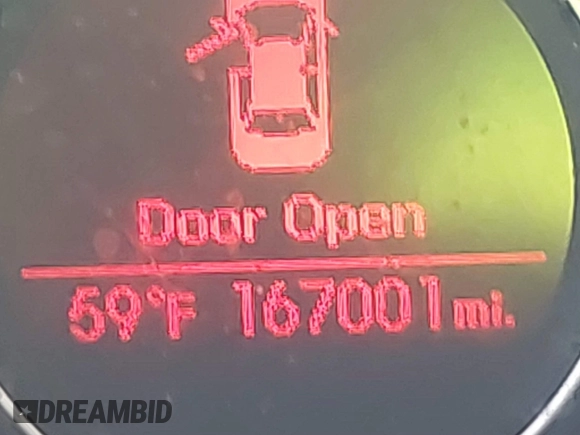 Door Open
59°F 167001 mi.
DREAMBID